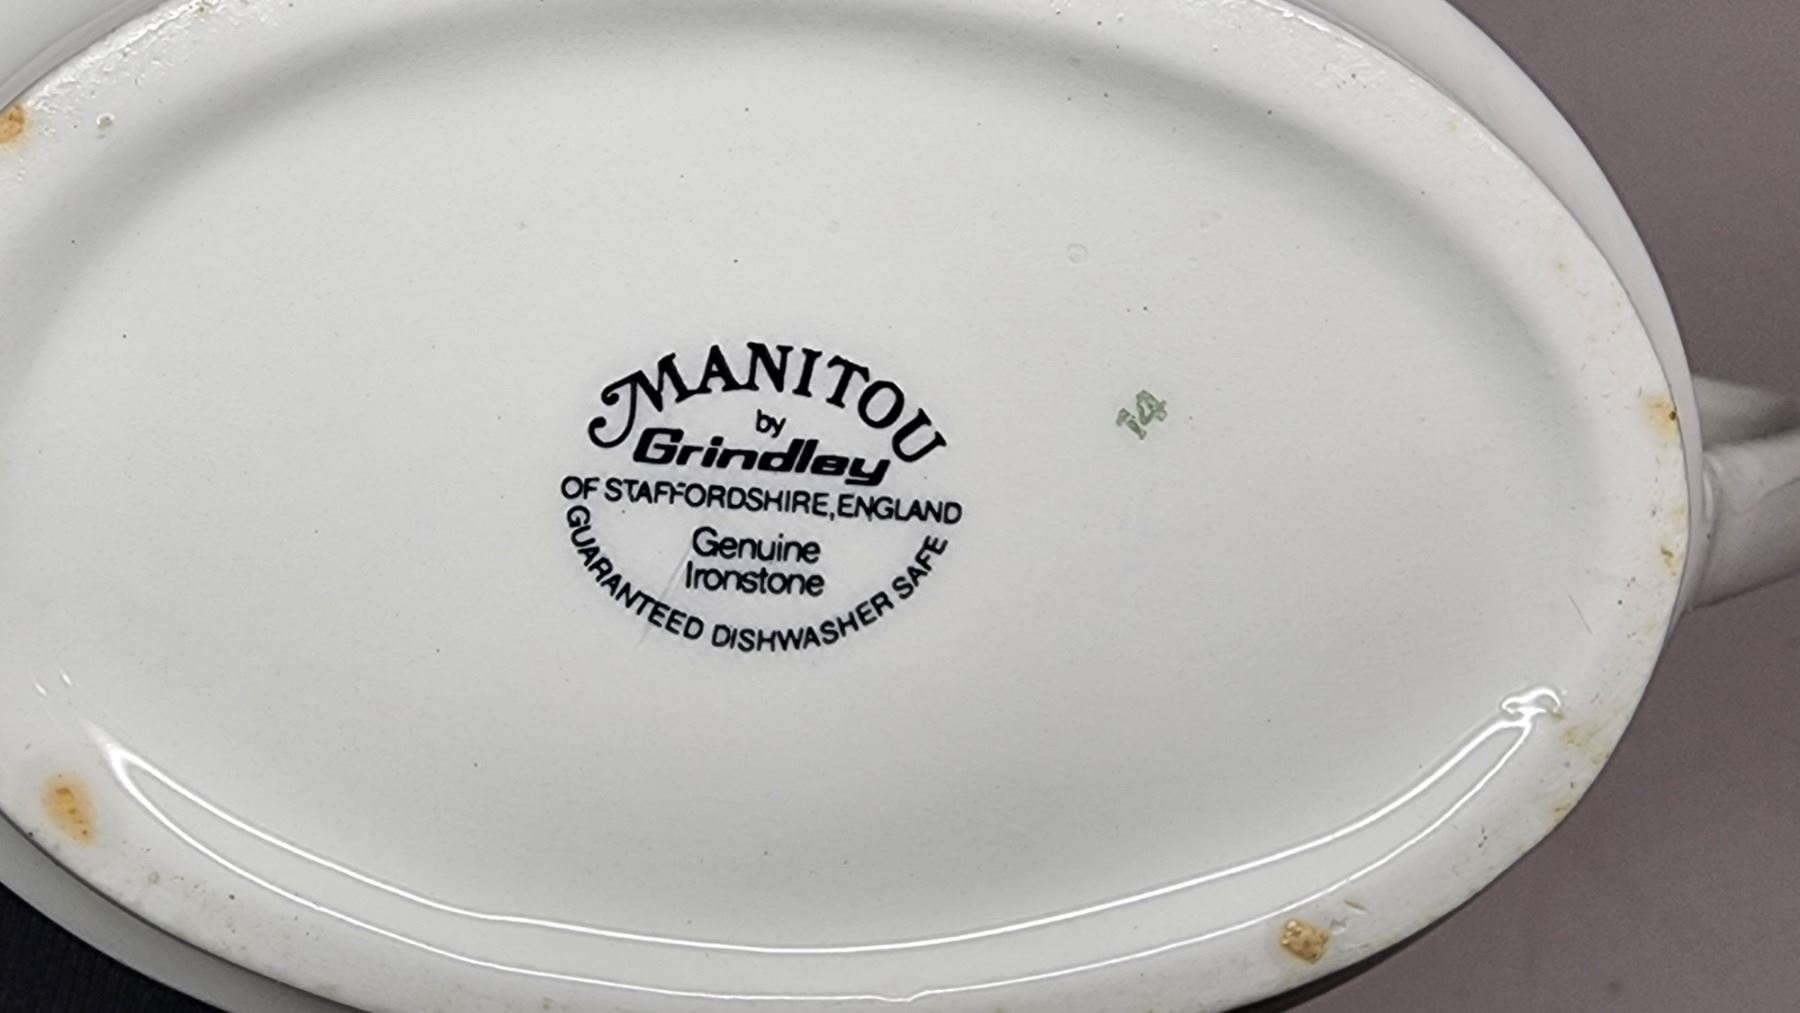 MANITOU
by
Grindley
OF STAFFORDSHIRE, ENGLAND
Genuine
Ironstone
GUARANTEED DISHWASHER SAFE
14